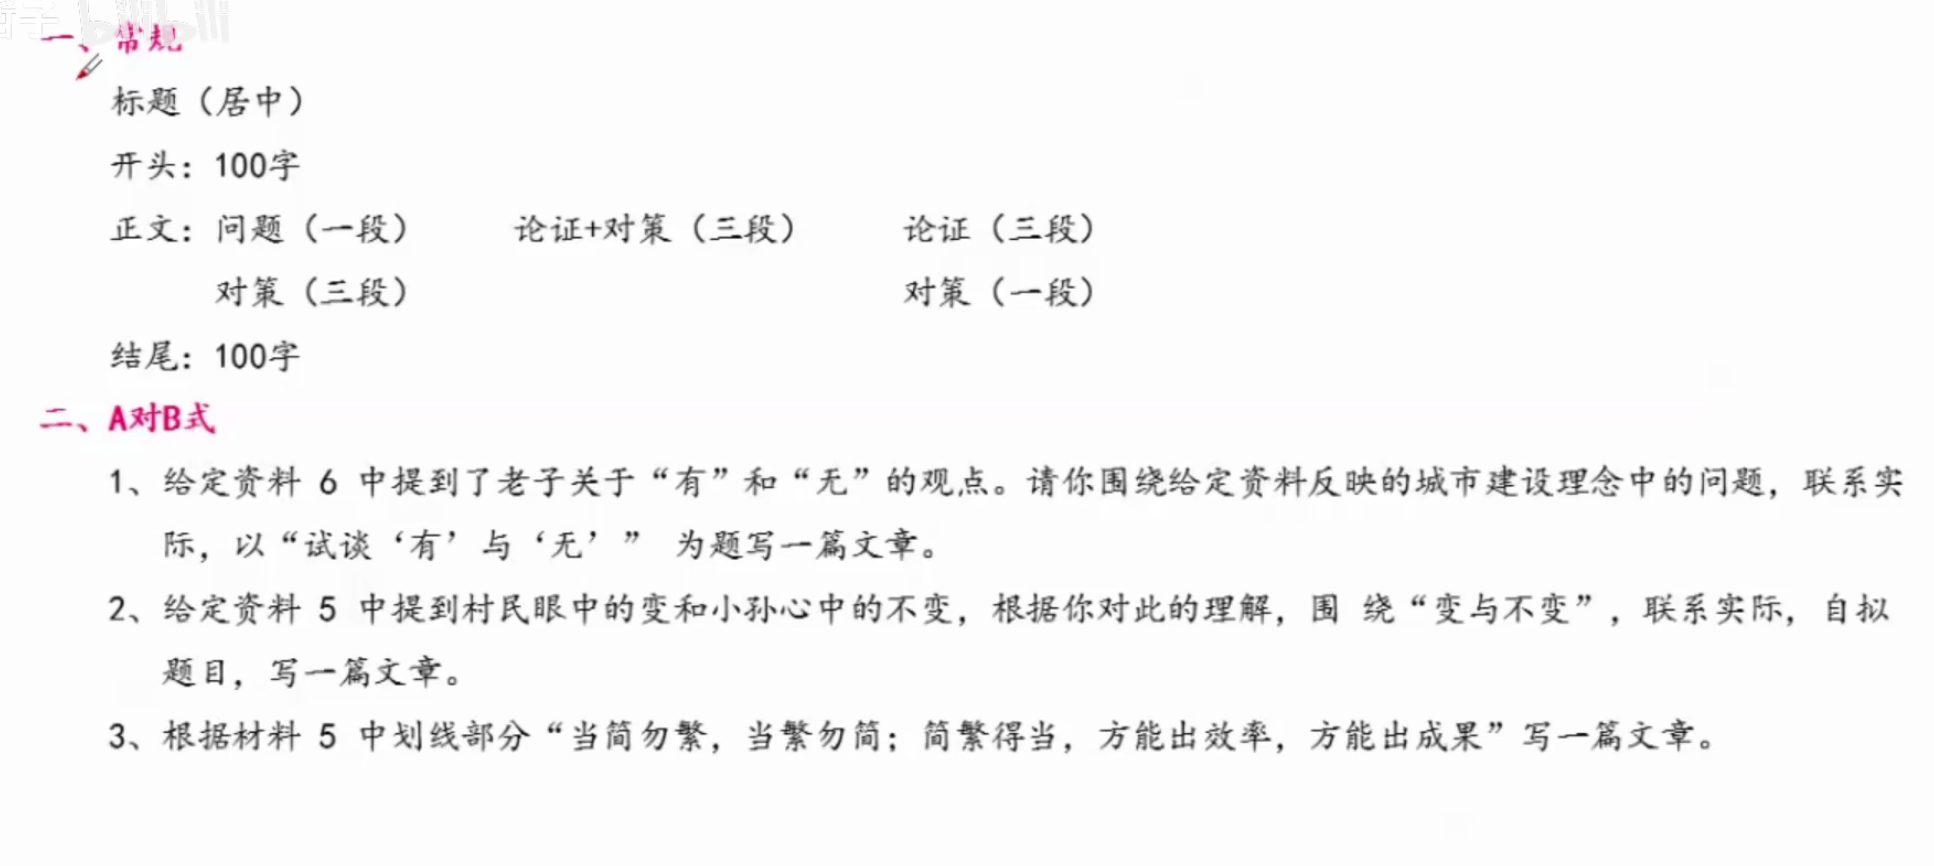 一、常规
标题（居中）
开头：100字
正文：问题（一段） 论证+对策（三段） 论证（三段）
对策（三段） 对策（一段）
结尾：100字
二、A对B式
1、给定资料 6 中提到了老子关于“有”和“无”的观点。请你围绕给定资料反映的城市建设理念中的问题，联系实
际，以“试谈‘有’与‘无’” 为题写一篇文章。
2、给定资料 5 中提到村民眼中的变和小孙心中的不变，根据你对此的理解，围 绕“变与不变”，联系实际，自拟
题目，写一篇文章。
3、根据材料 5 中划线部分“当简勿繁，当繁勿简；简繁得当，方能出效率，方能出成果”写一篇文章。